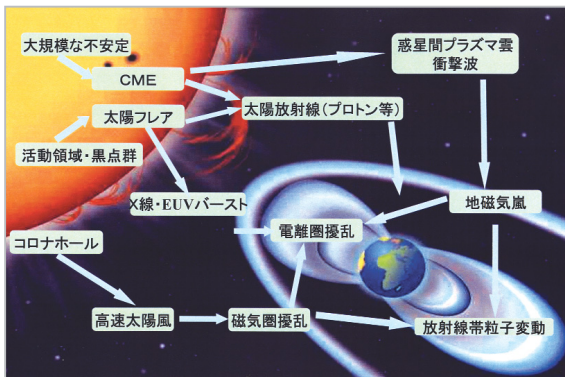 大規模な不安定
CME
惑星間プラズマ雲
衝撃波
太陽フレア
太陽放射線(プロトン等)
活動領域・黒点群
X線・EUVバースト
地磁気嵐
電離圏擾乱
コロナホール
高速太陽風
磁気圏擾乱
放射線帯粒子変動